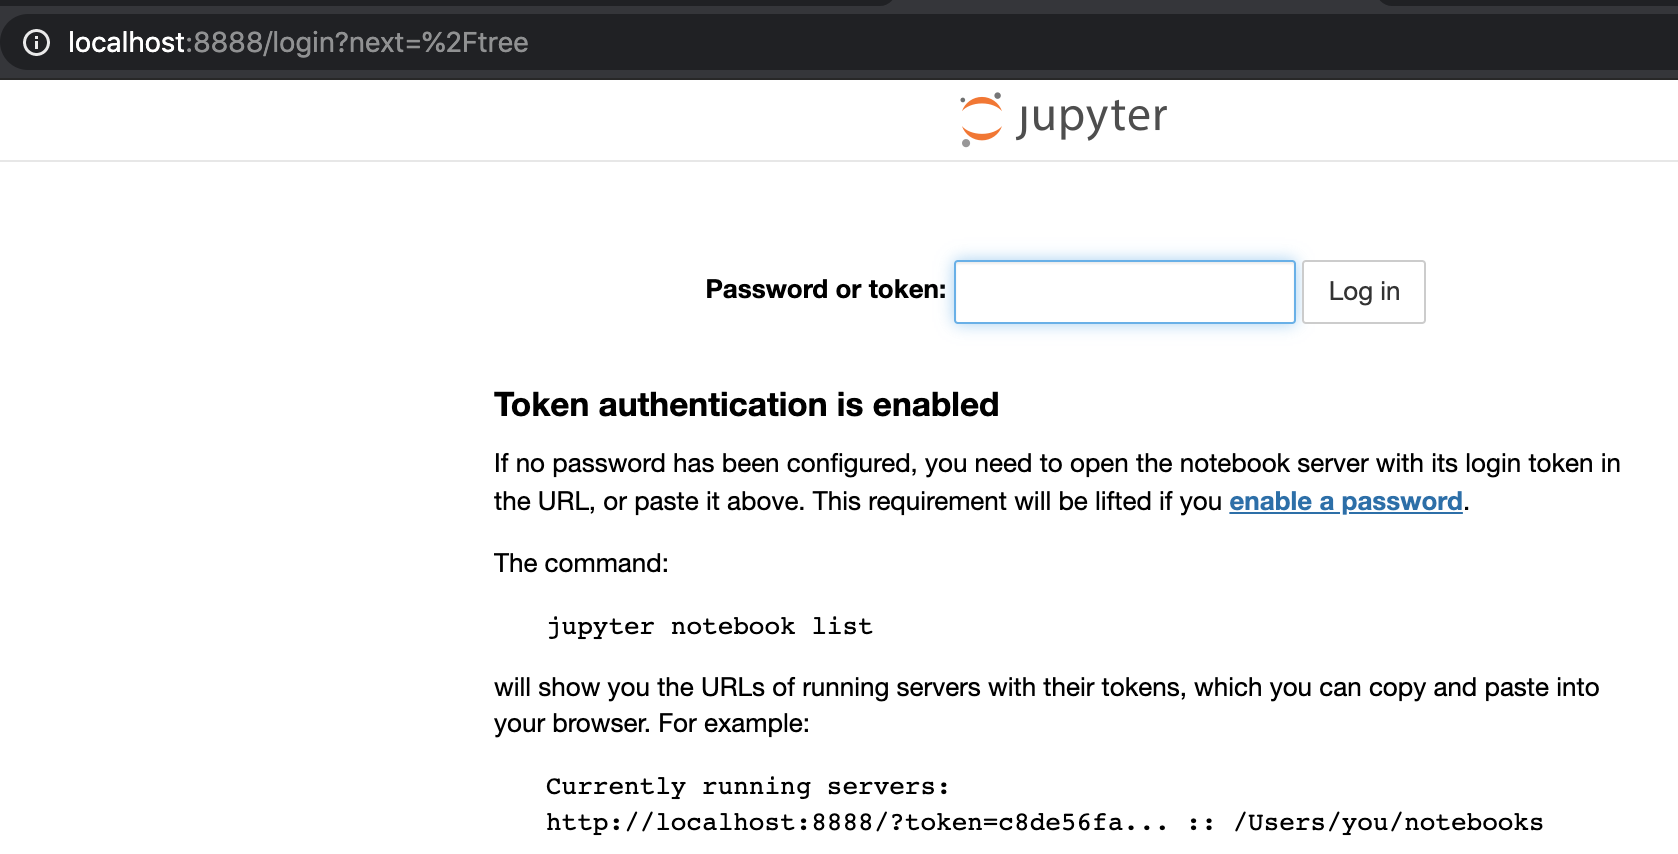 localhost:8888/login?next=%2Ftree
jupyter
Password or token:
Log in
Token authentication is enabled
If no password has been configured, you need to open the notebook server with its login token in
the URL, or paste it above. This requirement will be lifted if you enable a password.
The command:
jupyter notebook list
will show you the URLs of running servers with their tokens, which you can copy and paste into
your browser. For example:
Currently running servers:
http://localhost:8888/?token=c8de56fa... :: /Users/you/notebooks